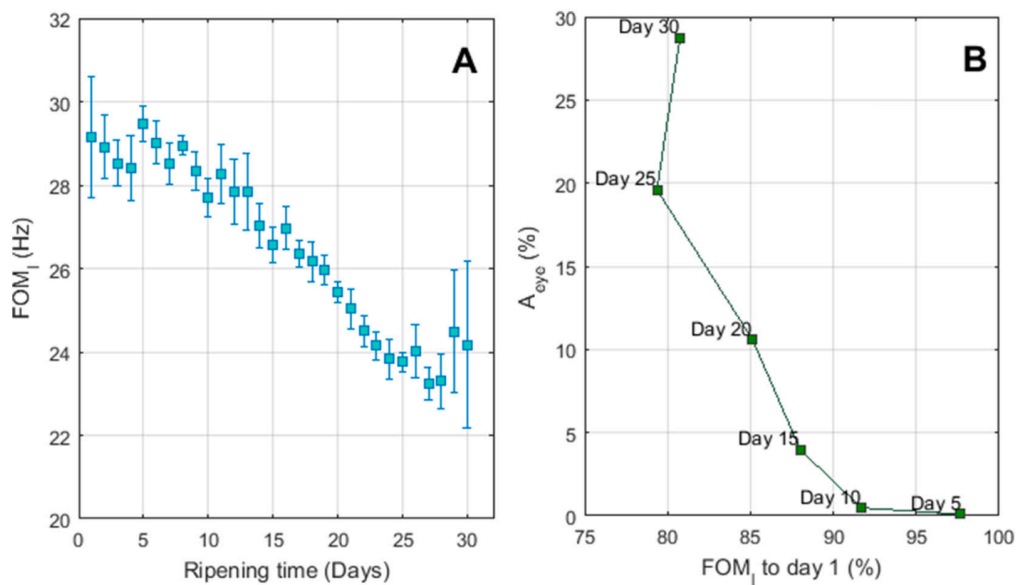 A
32
30
28
26
24
22
20
0
5
10
15
20
25
30
FOM_I (Hz)
Ripening time (Days)
B
30
25
20
15
10
5
0
75
80
85
90
95
100
A_eye (%)
FOM_I to day 1 (%)
Day 30
Day 25
Day 20
Day 15
Day 10
Day 5